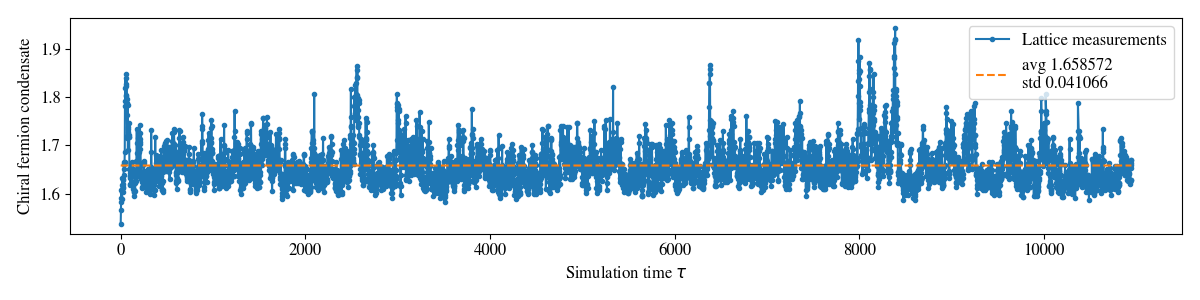 Chiral fermion condensate
1.9
1.8
1.7
1.6
Lattice measurements
avg 1.658572
std 0.041066
0
2000
4000
6000
8000
10000
Simulation time τ